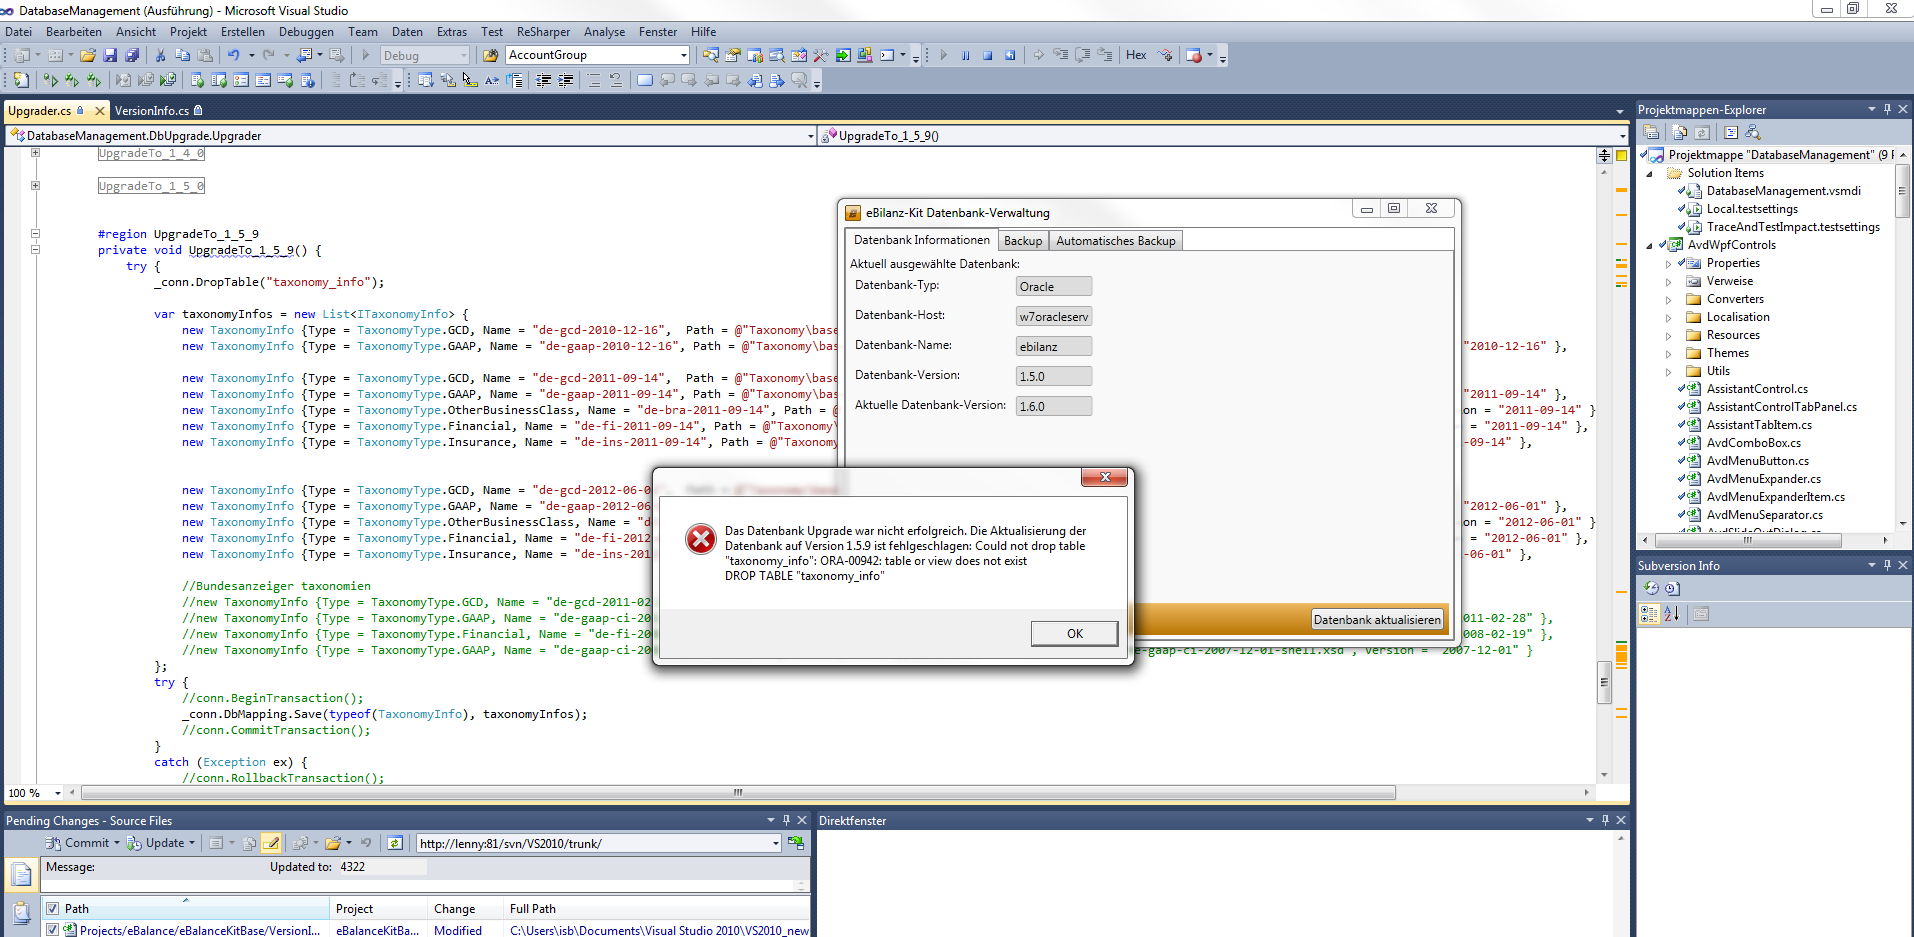 DatabaseManagement (Ausführung) - Microsoft Visual Studio
Datei Bearbeiten Ansicht Projekt Erstellen Debuggen Team Daten Extras Test ReSharper Analyse Fenster Hilfe
Debug AccountGroup Hex
Upgrader.cs VersionInfo.cs
DatabaseManagement.DbUpgrade.Upgrader UpgradeTo_1_5_9()
UpgradeTo_1_4_0
UpgradeTo_1_5_0
#region UpgradeTo_1_5_9
private void UpgradeTo_1_5_9() {
try {
_conn.DropTable("taxonomy_info");
var taxonomyInfos = new List<ITaxonomyInfo> {
new TaxonomyInfo {Type = TaxonomyType.GCD, Name = "de-gcd-2010-12-16", Path = @"Taxonomy\base
new TaxonomyInfo {Type = TaxonomyType.GAAP, Name = "de-gaap-2010-12-16", Path = @"Taxonomy\bas "2010-12-16" },
new TaxonomyInfo {Type = TaxonomyType.GCD, Name = "de-gcd-2011-09-14", Path = @"Taxonomy\base
new TaxonomyInfo {Type = TaxonomyType.GAAP, Name = "de-gaap-2011-09-14", Path = @"Taxonomy\bas "2011-09-14" },
new TaxonomyInfo {Type = TaxonomyType.OtherBusinessClass, Name = "de-bra-2011-09-14", Path = @ on = "2011-09-14" }
new TaxonomyInfo {Type = TaxonomyType.Financial, Name = "de-fi-2011-09-14", Path = @"Taxonomy\ = "2011-09-14" },
new TaxonomyInfo {Type = TaxonomyType.Insurance, Name = "de-ins-2011-09-14", Path = @"Taxonomy -09-14" },
new TaxonomyInfo {Type = TaxonomyType.GCD, Name = "de-gcd-2012-06-0
new TaxonomyInfo {Type = TaxonomyType.GAAP, Name = "de-gaap-2012-06 "2012-06-01" },
new TaxonomyInfo {Type = TaxonomyType.OtherBusinessClass, Name = "d on = "2012-06-01" }
new TaxonomyInfo {Type = TaxonomyType.Financial, Name = "de-fi-2012 = "2012-06-01" },
new TaxonomyInfo {Type = TaxonomyType.Insurance, Name = "de-ins-201 -06-01" },
//Bundesanzeiger taxonomien
//new TaxonomyInfo {Type = TaxonomyType.GCD, Name = "de-gcd-2011-02
//new TaxonomyInfo {Type = TaxonomyType.GAAP, Name = "de-gaap-ci-20 011-02-28" },
//new TaxonomyInfo {Type = TaxonomyType.Financial, Name = "de-fi-20 008-02-19" },
//new TaxonomyInfo {Type = TaxonomyType.GAAP, Name = "de-gaap-ci-20 e-gaap-ci-2007-12-01-shell.xsd", Version = "2007-12-01" }
};
try {
//conn.BeginTransaction();
_conn.DbMapping.Save(typeof(TaxonomyInfo), taxonomyInfos);
//conn.CommitTransaction();
}
catch (Exception ex) {
//conn.RollbackTransaction();
100 %
eBilanz-Kit Datenbank-Verwaltung
Datenbank Informationen Backup Automatisches Backup
Aktuell ausgewählte Datenbank:
Datenbank-Typ: Oracle
Datenbank-Host: w7oracleserv
Datenbank-Name: ebilanz
Datenbank-Version: 1.5.0
Aktuelle Datenbank-Version: 1.6.0
Datenbank aktualisieren
Das Datenbank Upgrade war nicht erfolgreich. Die Aktualisierung der
Datenbank auf Version 1.5.9 ist fehlgeschlagen: Could not drop table
"taxonomy_info": ORA-00942: table or view does not exist
DROP TABLE "taxonomy_info"
OK
Projektmappen-Explorer
Projektmappe "DatabaseManagement" (9 P
Solution Items
DatabaseManagement.vsmdi
Local.testsettings
TraceAndTestImpact.testsettings
AvdWpfControls
Properties
Verweise
Converters
Localisation
Resources
Themes
Utils
AssistantControl.cs
AssistantControlTabPanel.cs
AssistantTabItem.cs
AvdComboBox.cs
AvdMenuButton.cs
AvdMenuExpander.cs
AvdMenuExpanderItem.cs
AvdMenuSeparator.cs
AvdSlideOutDialog.cs
Subversion Info
Pending Changes - Source Files
Commit Update http://lenny:81/svn/VS2010/trunk/
Message: Updated to: 4322
Path Project Change Full Path
Projects/eBalance/eBalanceKitBase/VersionI... eBalanceKitBa... Modified C:\Users\isb\Documents\Visual Studio 2010\VS2010_new
Direktfenster